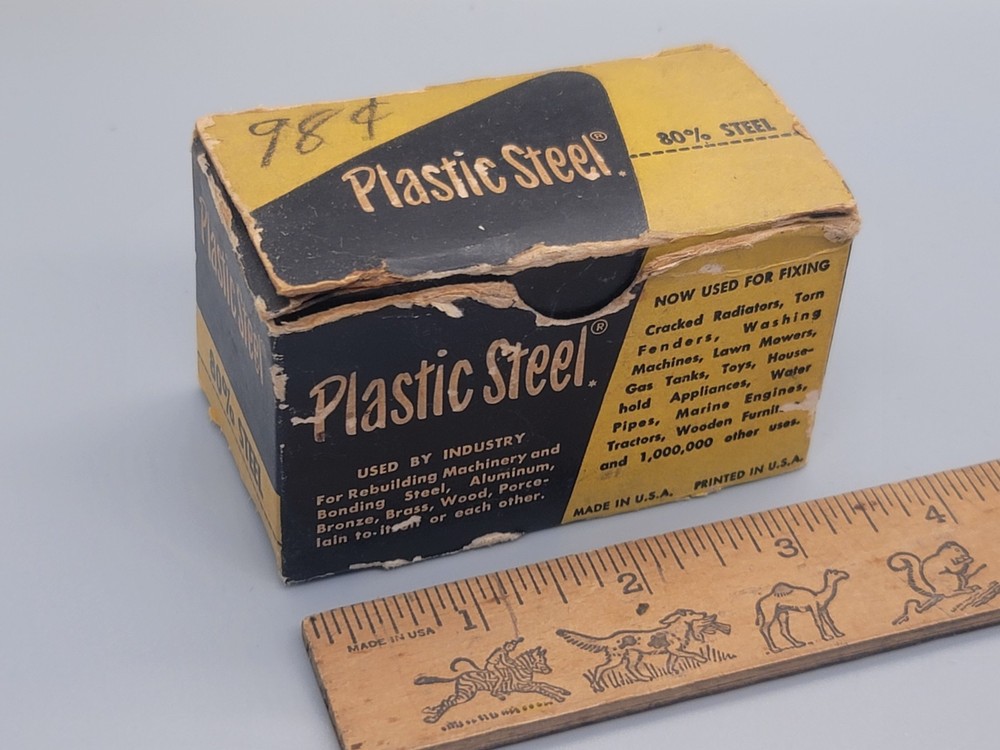 98¢
Plastic Steel®.
80% STEEL
Plastic Steel
80% STEEL
Plastic Steel®.
USED BY INDUSTRY
For Rebuilding Machinery and
Bonding Steel, Aluminum,
Bronze, Brass, Wood, Porce-
lain to itself or each other.
NOW USED FOR FIXING
Cracked Radiators, Torn
Fenders, Washing
Machines, Lawn Mowers,
Gas Tanks, Toys, House-
hold Appliances, Water
Pipes, Marine Engines,
Tractors, Wooden Furnit
and 1,000,000 other uses.
MADE IN U.S.A. PRINTED IN U.S.A.
1 2 3 4
MADE IN USA